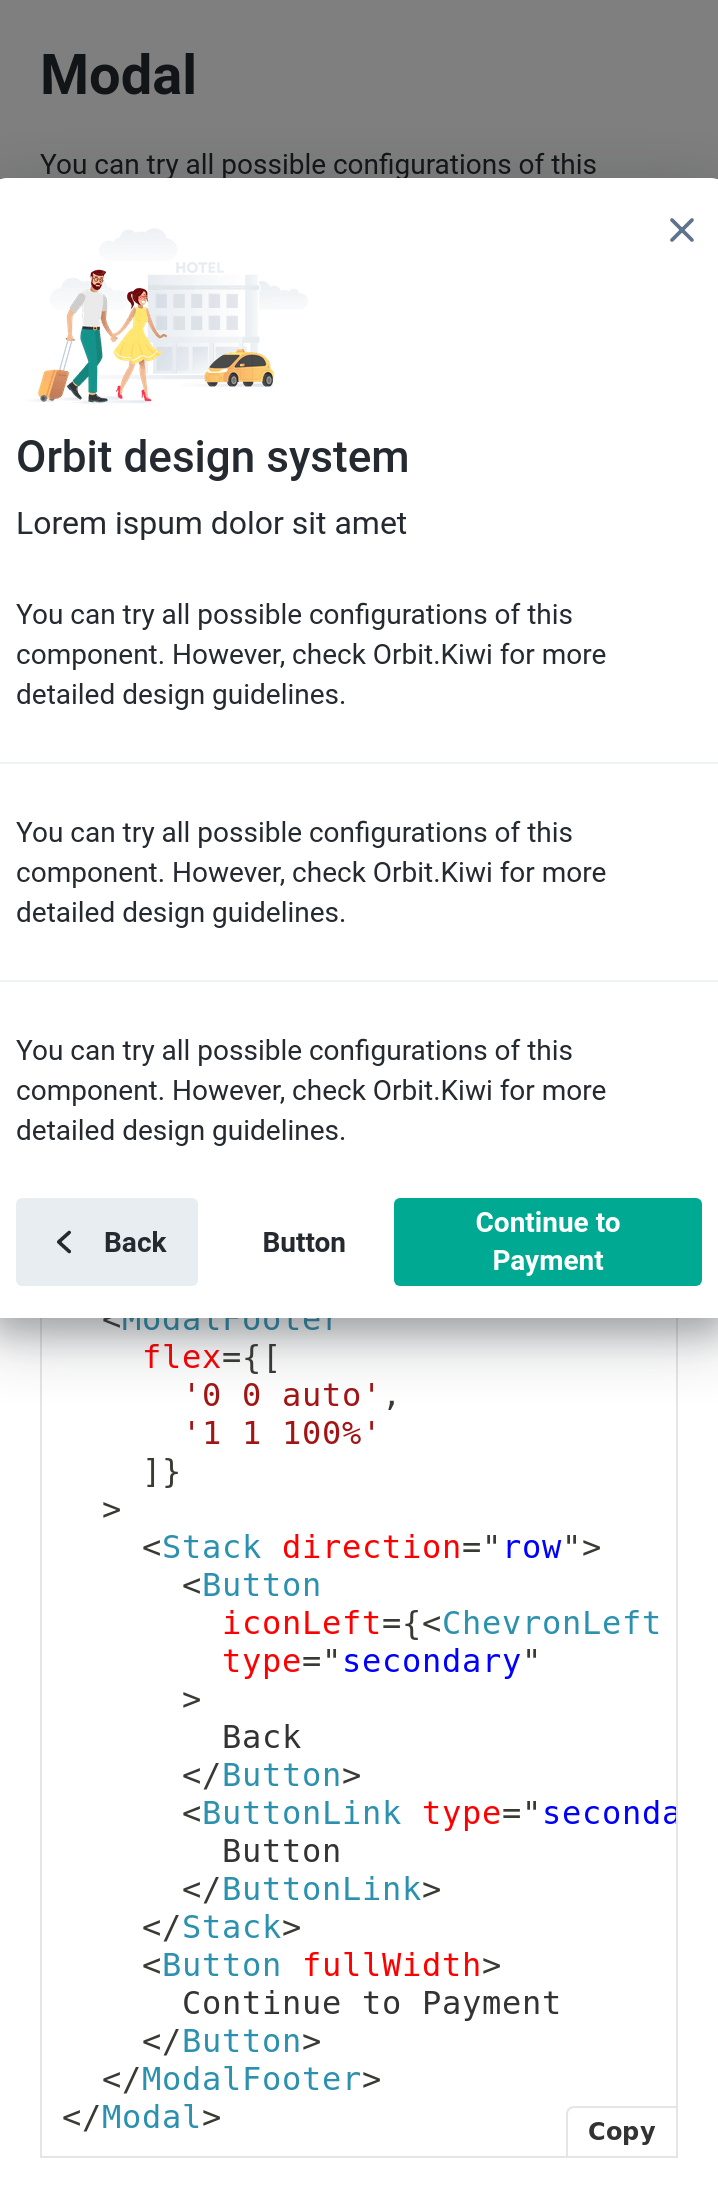 Modal
You can try all possible configurations of this
HOTEL
Orbit design system
Lorem ispum dolor sit amet
You can try all possible configurations of this
component. However, check Orbit.Kiwi for more
detailed design guidelines.
You can try all possible configurations of this
component. However, check Orbit.Kiwi for more
detailed design guidelines.
You can try all possible configurations of this
component. However, check Orbit.Kiwi for more
detailed design guidelines.
Back
Button
Continue to
Payment
<ModalFooter
flex={[
'0 0 auto',
'1 1 100%'
]}
>
<Stack direction="row">
<Button
iconLeft={<ChevronLeft
type="secondary"
>
Back
</Button>
<ButtonLink type="seconda
Button
</ButtonLink>
</Stack>
<Button fullWidth>
Continue to Payment
</Button>
</ModalFooter>
</Modal>
Copy